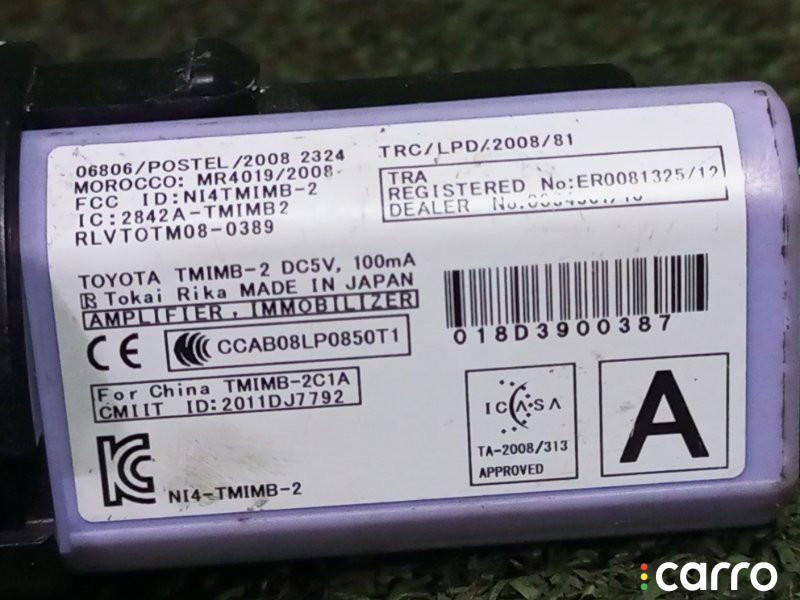 06806/POSTEL/2008 2324
MOROCCO: MR4019/2008
FCC ID:NI4TMIMB-2
IC:2842A-TMIMB2
RLVTOTM08-0389
TRC/LPD/2008/81
TRA
REGISTERED No:ER0081325/12
DEALER No.
TOYOTA TMIMB-2 DC5V, 100mA
R Tokai Rika MADE IN JAPAN
AMPLIFIER, IMMOBILIZER
CE
CCAB08LP0850T1
For China TMIMB-2C1A
CMIIT ID:2011DJ7792
KC
NI4-TMIMB-2
018D3900387
ICASA
TA-2008/313
APPROVED
A
carro